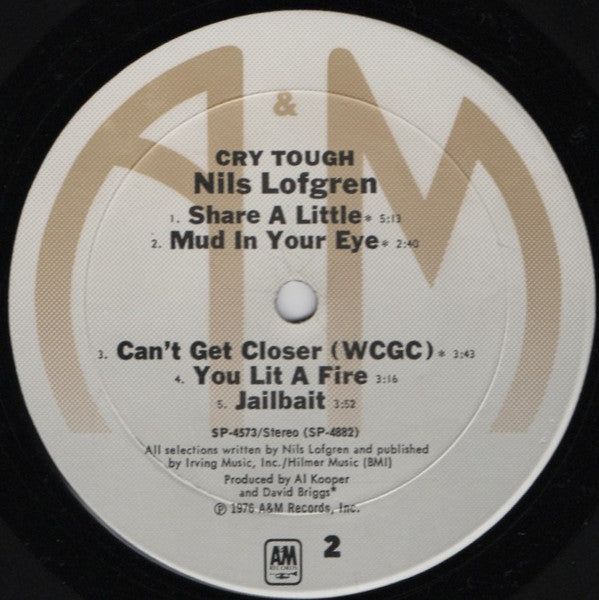 A & M
CRY TOUGH
Nils Lofgren
1. Share A Little* 5:13
2. Mud In Your Eye* 2:40
3. Can't Get Closer (WCGC)* 3:43
4. You Lit A Fire 3:16
5. Jailbait 3:52
SP-4573/Stereo (SP-4882)
All selections written by Nils Lofgren and published
by Irving Music, Inc./Hilmer Music (BMI)
Produced by Al Kooper
and David Briggs*
℗ 1976 A&M Records, Inc.
A&M
RECORDS
2